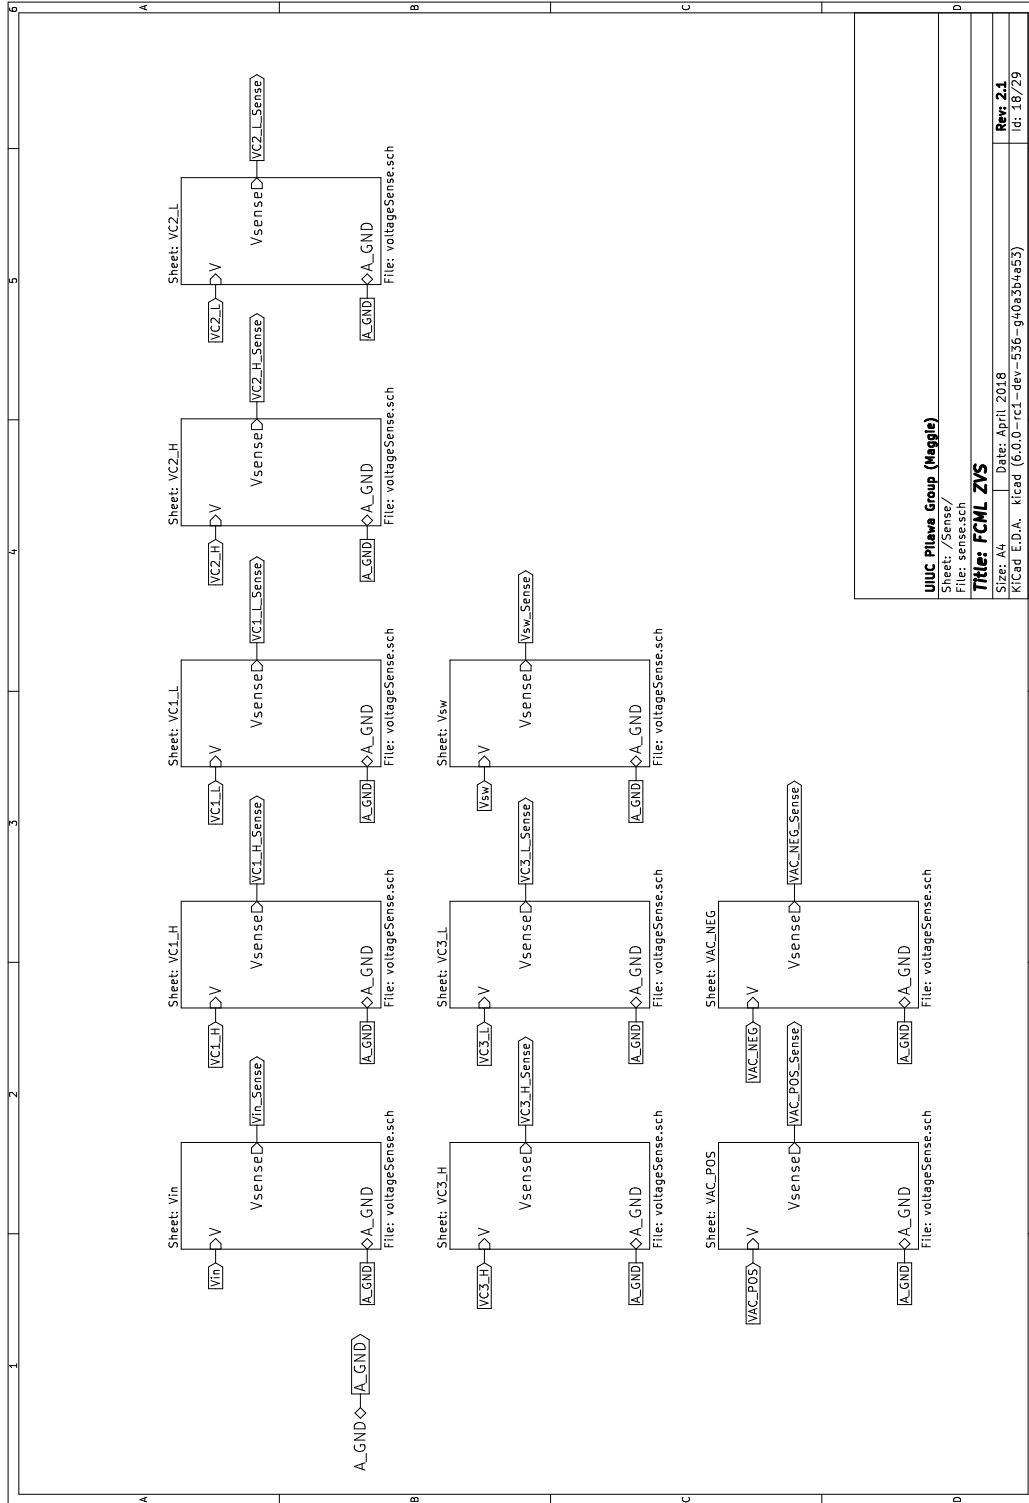 1
2
3
4
5
6
A
B
C
D
A
B
C
D
A_GND
A_GND
Sheet: Vin
Vin
V
Vsense
Vin_Sense
A_GND
A_GND
File: voltageSense.sch
Sheet: VC1_H
VC1_H
V
Vsense
VC1_H_Sense
A_GND
A_GND
File: voltageSense.sch
Sheet: VC1_L
VC1_L
V
Vsense
VC1_L_Sense
A_GND
A_GND
File: voltageSense.sch
Sheet: VC2_H
VC2_H
V
Vsense
VC2_H_Sense
A_GND
A_GND
File: voltageSense.sch
Sheet: VC2_L
VC2_L
V
Vsense
VC2_L_Sense
A_GND
A_GND
File: voltageSense.sch
Sheet: VC3_H
VC3_H
V
Vsense
VC3_H_Sense
A_GND
A_GND
File: voltageSense.sch
Sheet: VC3_L
VC3_L
V
Vsense
VC3_L_Sense
A_GND
A_GND
File: voltageSense.sch
Sheet: Vsw
Vsw
V
Vsense
Vsw_Sense
A_GND
A_GND
File: voltageSense.sch
Sheet: VAC_POS
VAC_POS
V
Vsense
VAC_POS_Sense
A_GND
A_GND
File: voltageSense.sch
Sheet: VAC_NEG
VAC_NEG
V
Vsense
VAC_NEG_Sense
A_GND
A_GND
File: voltageSense.sch
UIUC Pilawa Group (Maggie)
Sheet: /Sense/
File: sense.sch
Title: FCML ZVS
Size: A4 Date: April 2018 Rev: 2.1
KiCad E.D.A. kicad (6.0.0-rc1-dev-536-g40a3b4a53) Id: 18/29